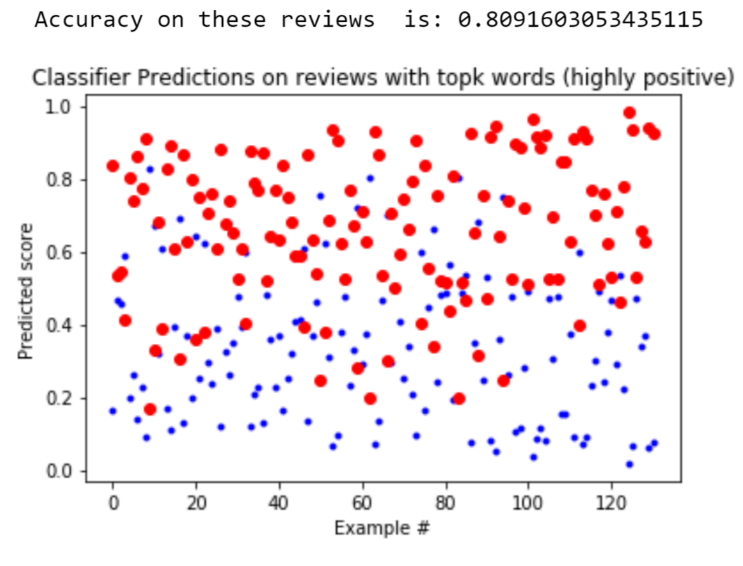 Accuracy on these reviews  is: 0.8091603053435115
Classifier Predictions on reviews with topk words (highly positive)
1.0
0.8
0.6
0.4
0.2
0.0
Predicted score
0 20 40 60 80 100 120
Example #